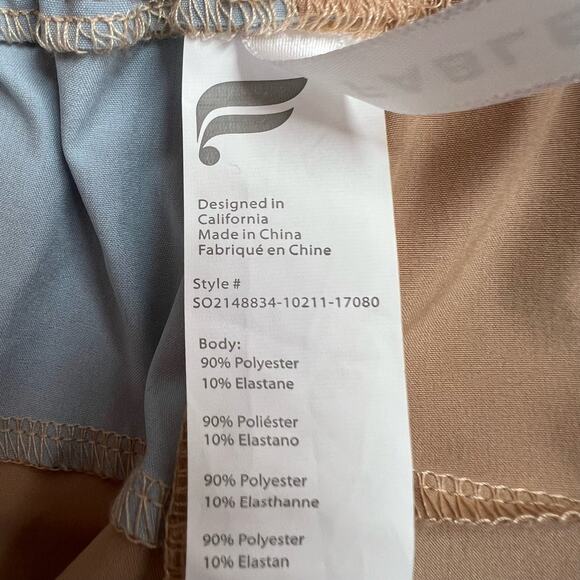 Designed in
California
Made in China
Fabriqué en Chine
Style #
SO2148834-10211-17080
Body:
90% Polyester
10% Elastane
90% Poliéster
10% Elastano
90% Polyester
10% Elasthanne
90% Polyester
10% Elastan